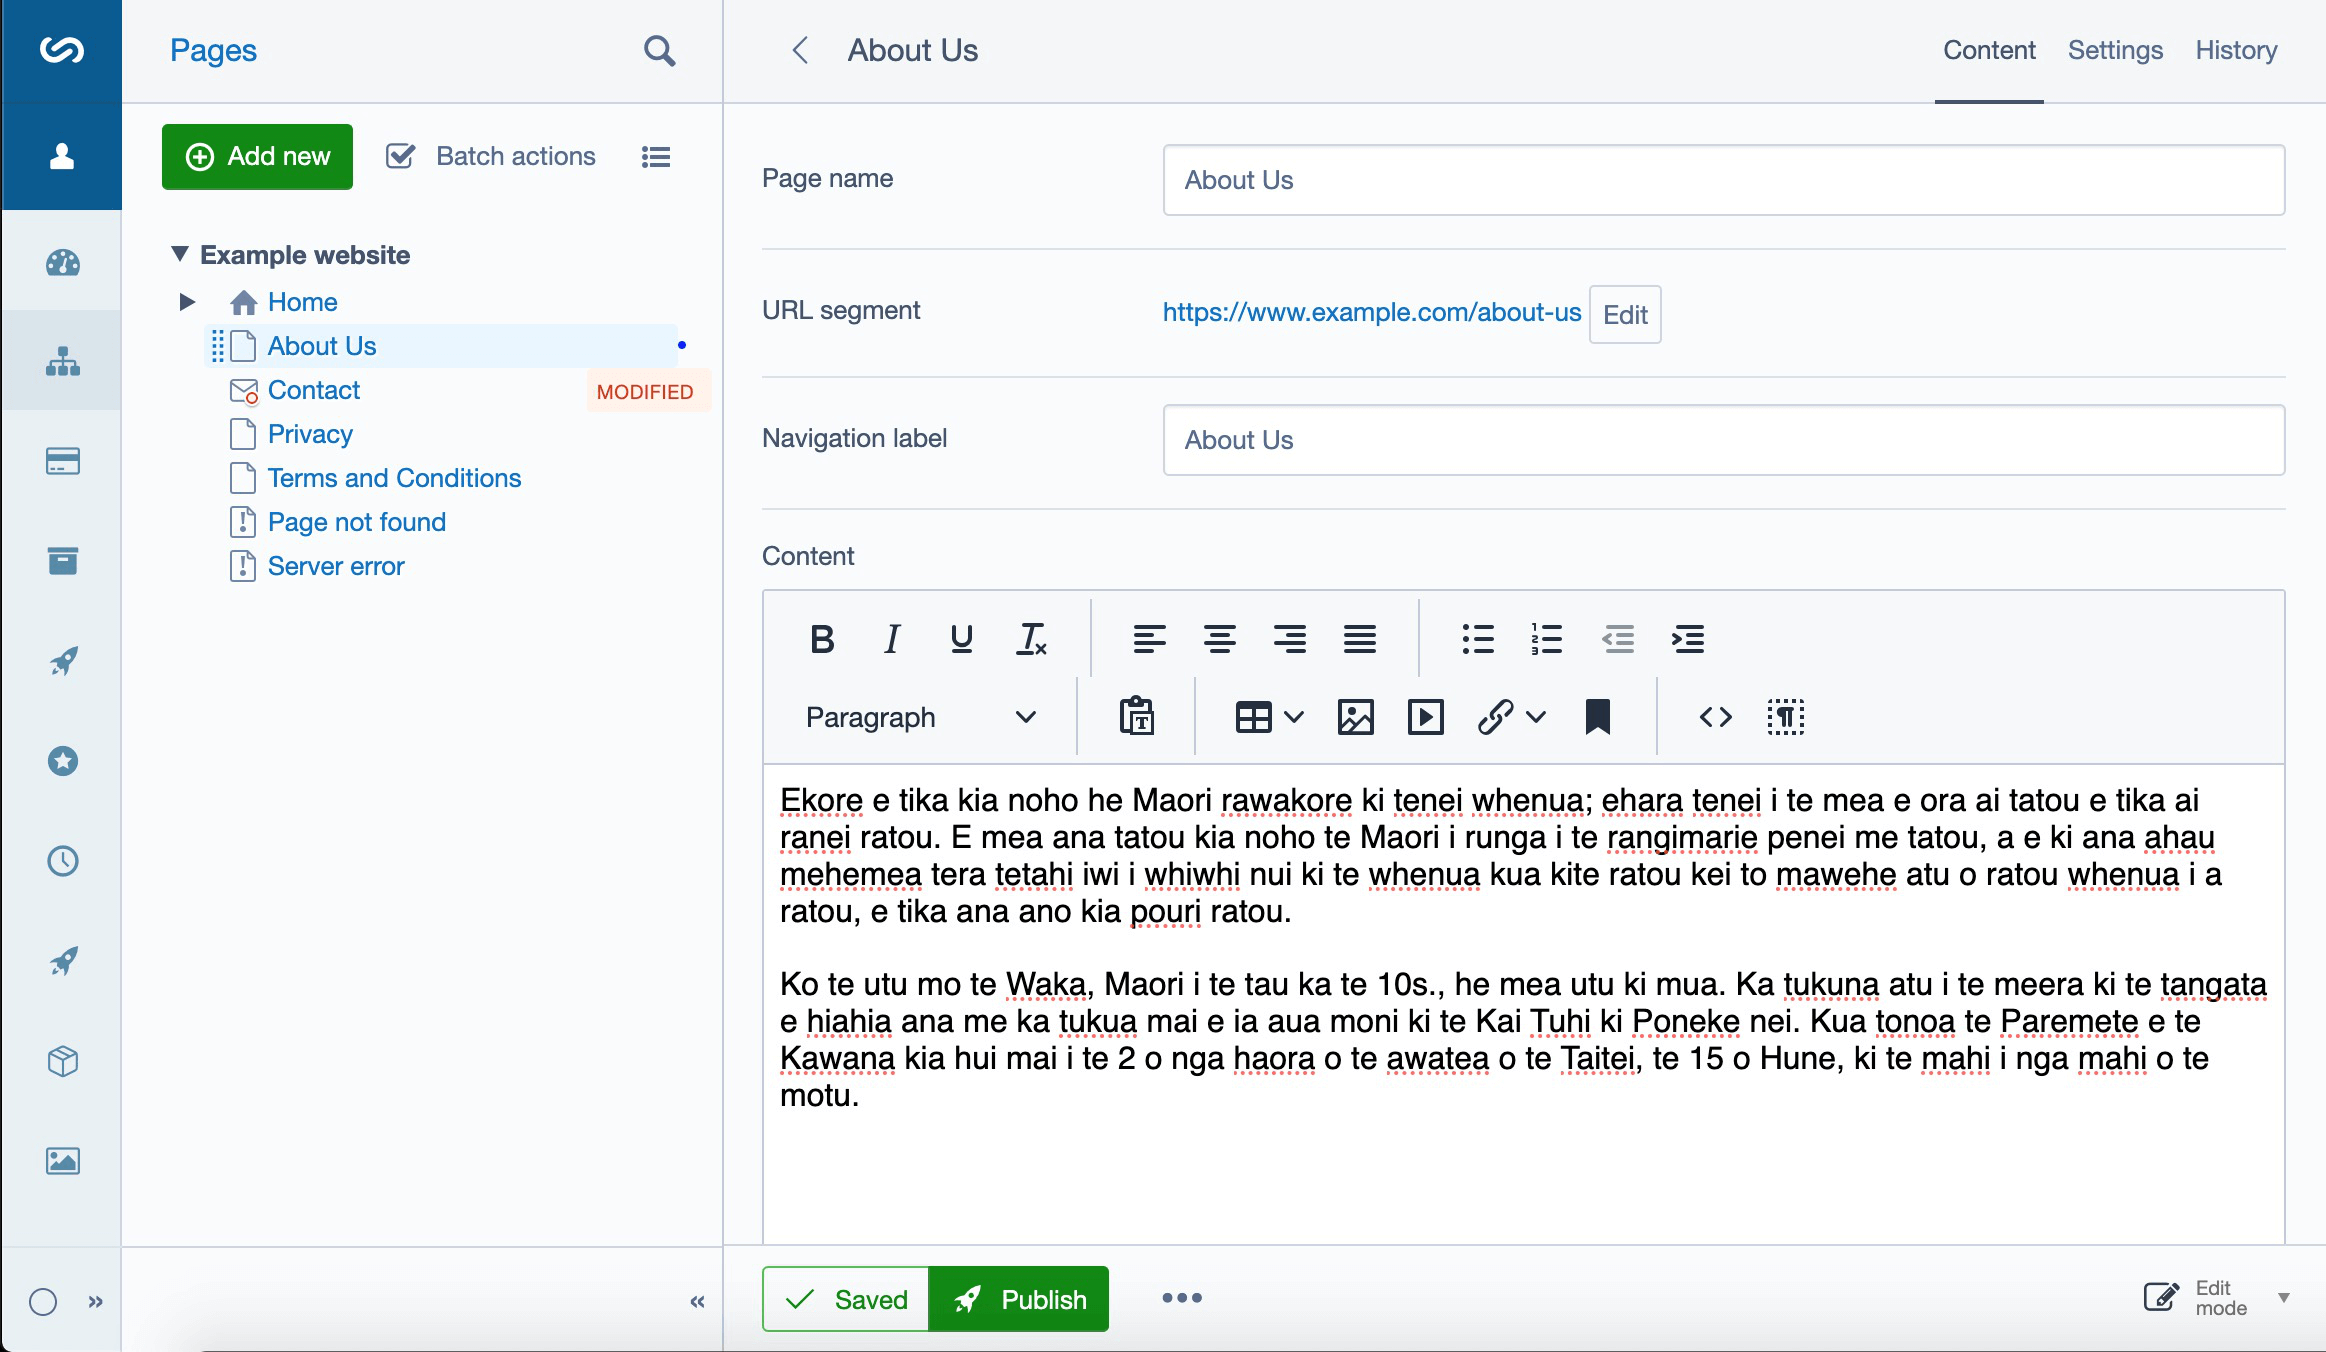 Pages
About Us
Content
Settings
History
Add new
Batch actions
Example website
Home
About Us
Contact
MODIFIED
Privacy
Terms and Conditions
Page not found
Server error
Page name
About Us
URL segment
https://www.example.com/about-us
Edit
Navigation label
About Us
Content
Paragraph
Ekore e tika kia noho he Maori rawakore ki tenei whenua; ehara tenei i te mea e ora ai tatou e tika ai
ranei ratou. E mea ana tatou kia noho te Maori i runga i te rangimarie penei me tatou, a e ki ana ahau
mehemea tera tetahi iwi i whiwhi nui ki te whenua kua kite ratou kei to mawehe atu o ratou whenua i a
ratou, e tika ana ano kia pouri ratou.
Ko te utu mo te Waka, Maori i te tau ka te 10s., he mea utu ki mua. Ka tukuna atu i te meera ki te tangata
e hiahia ana me ka tukua mai e ia aua moni ki te Kai Tuhi ki Poneke nei. Kua tonoa te Paremete e te
Kawana kia hui mai i te 2 o nga haora o te awatea o te Taitei, te 15 o Hune, ki te mahi i nga mahi o te
motu.
Saved
Publish
Edit
mode